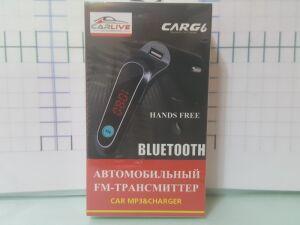 CARLIVE
CARG6
HANDS FREE
BLUETOOTH
АВТОМОБИЛЬНЫЙ
FM-ТРАНСМИТТЕР
CAR MP3&CHARGER